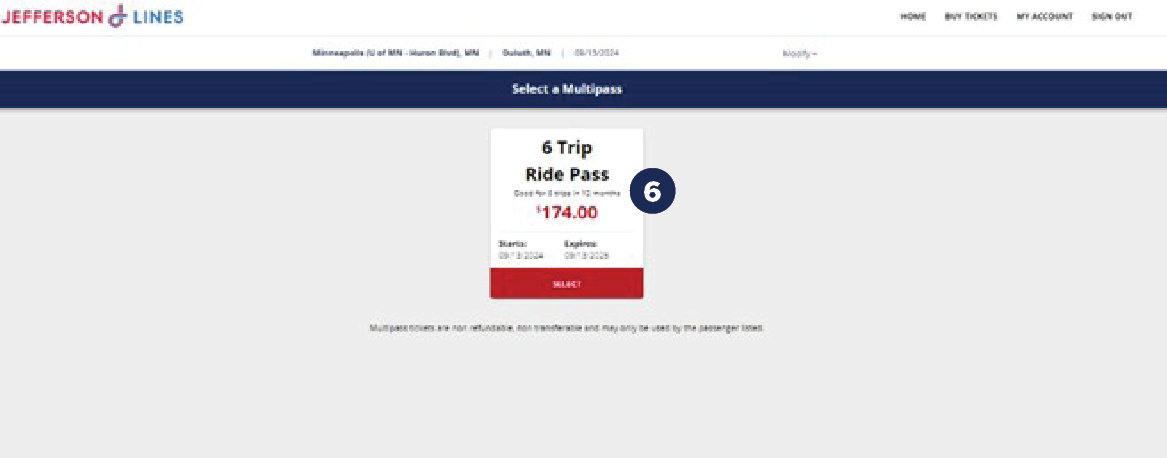 JEFFERSON LINES
HOME BUY TICKETS MY ACCOUNT SIGN OUT
Minneapolis (U of MN - Huron Blvd), MN | Duluth, MN | 09/13/2024 Modify
Select a Multipass
6 Trip
Ride Pass
Good for 6 trips in 12 months
6
$174.00
Starts: Expires:
09/13/2024
SELECT
Multipass tickets are non refundable, non transferable and may only be used by the passenger listed.